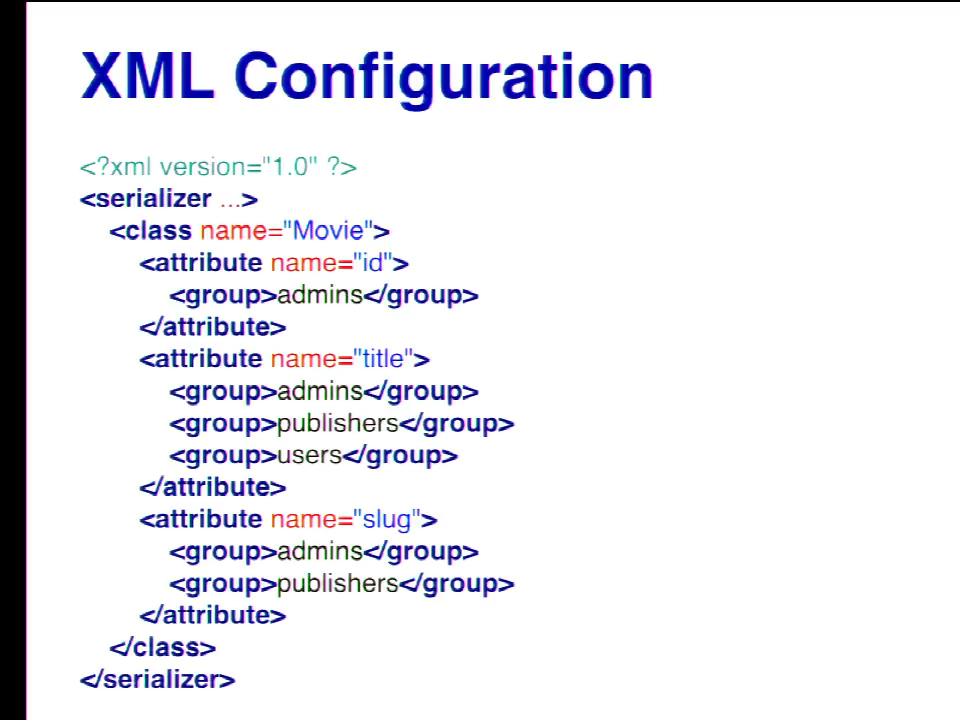 XML Configuration
<?xml version="1.0" ?>
<serializer ...>
<class name="Movie">
<attribute name="id">
<group>admins</group>
</attribute>
<attribute name="title">
<group>admins</group>
<group>publishers</group>
<group>users</group>
</attribute>
<attribute name="slug">
<group>admins</group>
<group>publishers</group>
</attribute>
</class>
</serializer>